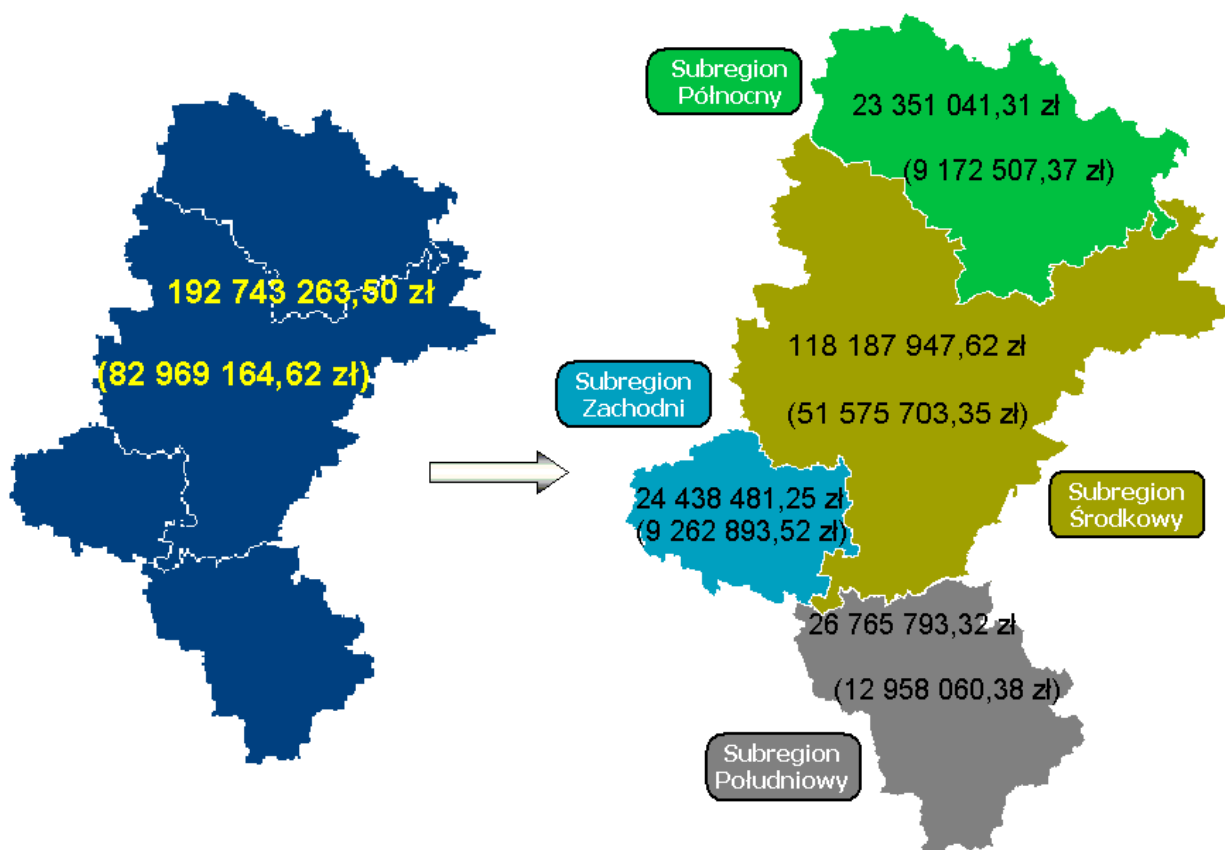 192 743 263,50 zł
(82 969 164,62 zł)
Subregion
Północny
23 351 041,31 zł
(9 172 507,37 zł)
118 187 947,62 zł
(51 575 703,35 zł)
Subregion
Zachodni
24 438 481,25 zł
(9 262 893,52 zł)
Subregion
Środkowy
26 765 793,32 zł
(12 958 060,38 zł)
Subregion
Południowy